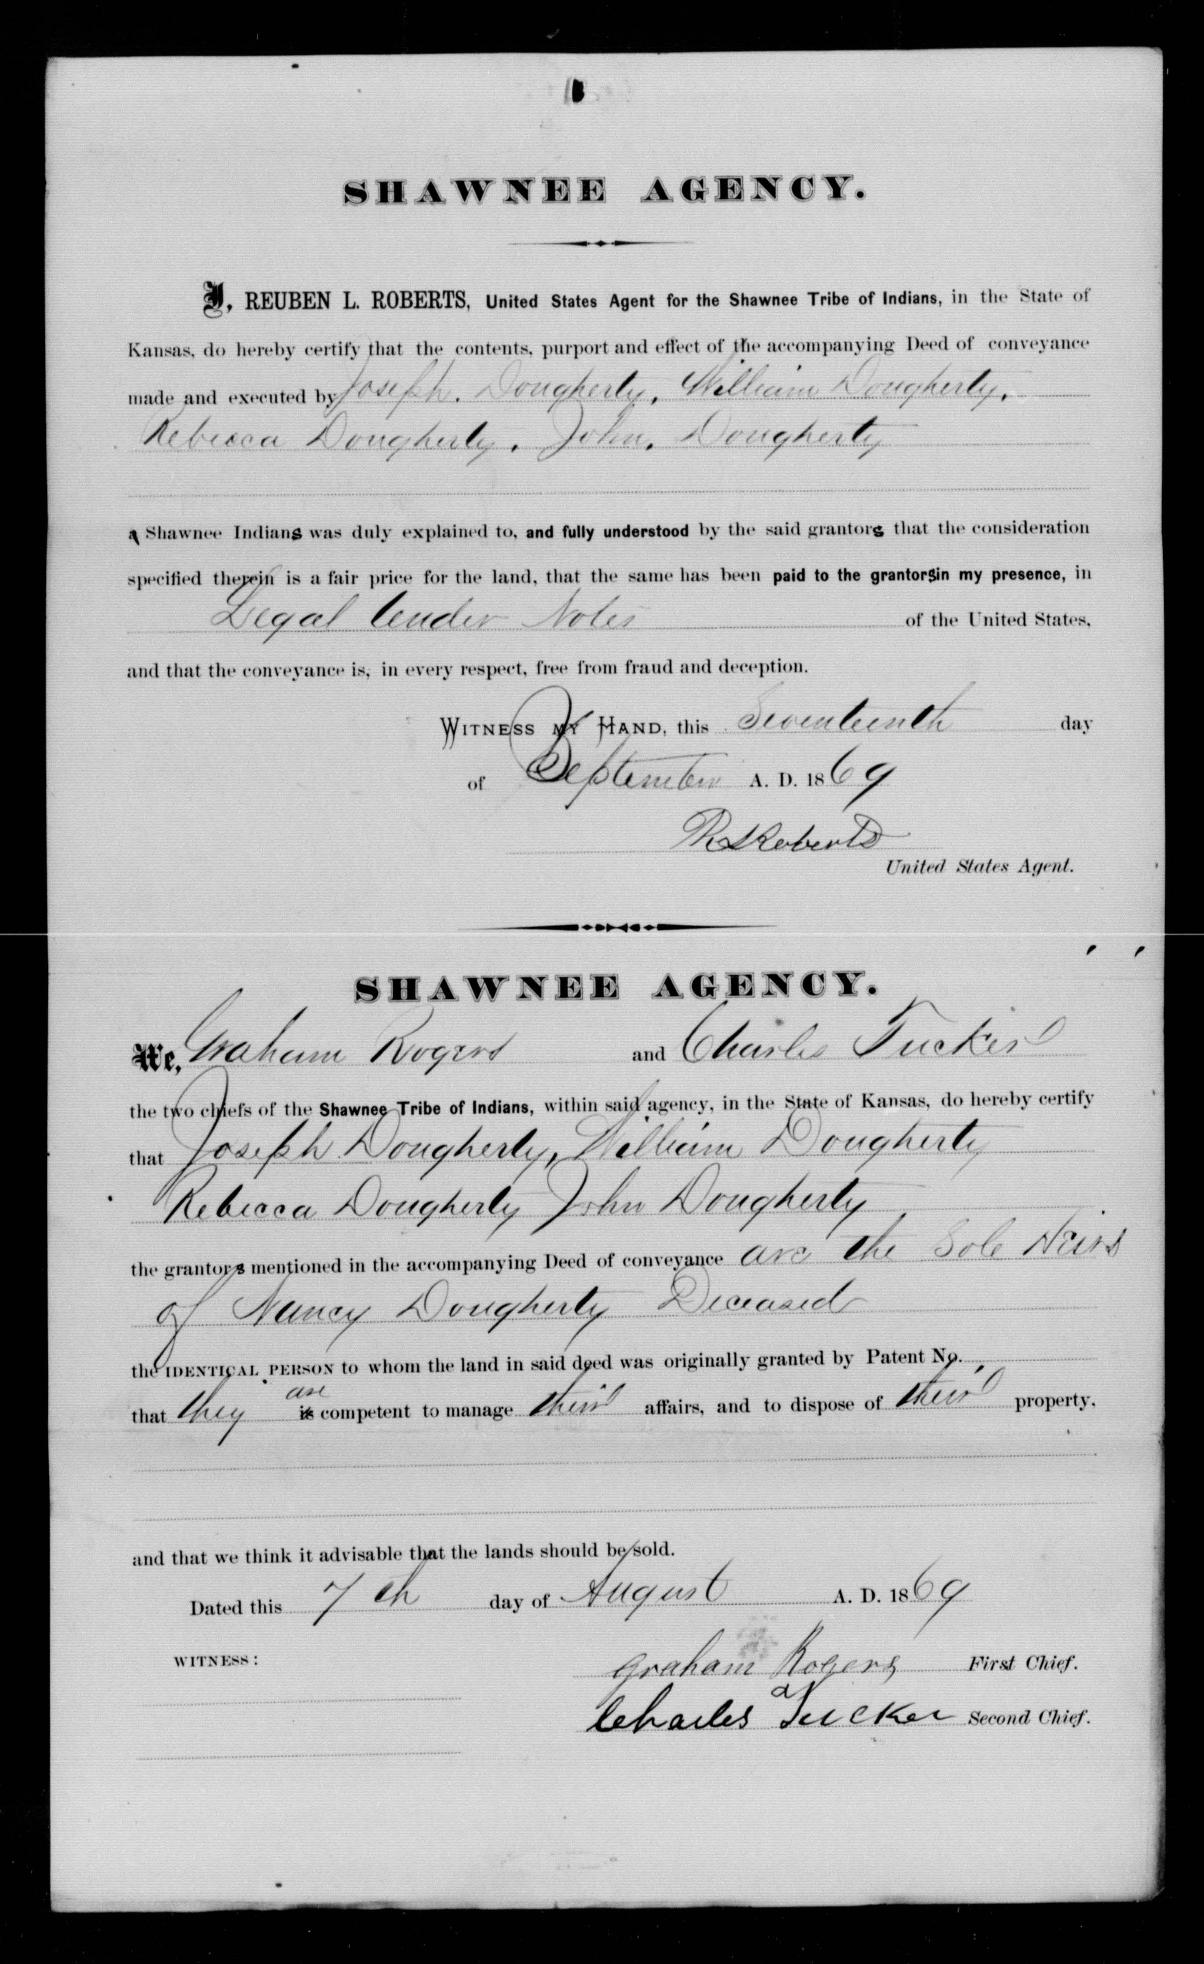 SHAWNEE AGENCY.
I, REUBEN L. ROBERTS, United States Agent for the Shawnee Tribe of Indians, in the State of
Kansas, do hereby certify that the contents, purport and effect of the accompanying Deed of conveyance
made and executed by Joseph. Dougherty, William Dougherty,
Rebecca Dougherty, John, Dougherty
a Shawnee Indians was duly explained to, and fully understood by the said grantors that the consideration
specified therein is a fair price for the land, that the same has been paid to the grantors in my presence, in
Legal tender Notes of the United States,
and that the conveyance is, in every respect, free from fraud and deception.
WITNESS MY HAND, this Seventeenth day
of September A. D. 1869
R L Roberts
United States Agent.
SHAWNEE AGENCY.
We, Graham Rogers and Charles Tucker
the two chiefs of the Shawnee Tribe of Indians, within said agency, in the State of Kansas, do hereby certify
that Joseph Dougherty, William Dougherty
Rebecca Dougherty John Dougherty
the grantors mentioned in the accompanying Deed of conveyance are the Sole Heirs
of Nancy Dougherty Deceased
the IDENTICAL PERSON to whom the land in said deed was originally granted by Patent No.
that they is are competent to manage their affairs, and to dispose of their property,
and that we think it advisable that the lands should be sold.
Dated this 7th day of August A. D. 1869
WITNESS:
Graham Rogers First Chief.
Charles Tucker Second Chief.